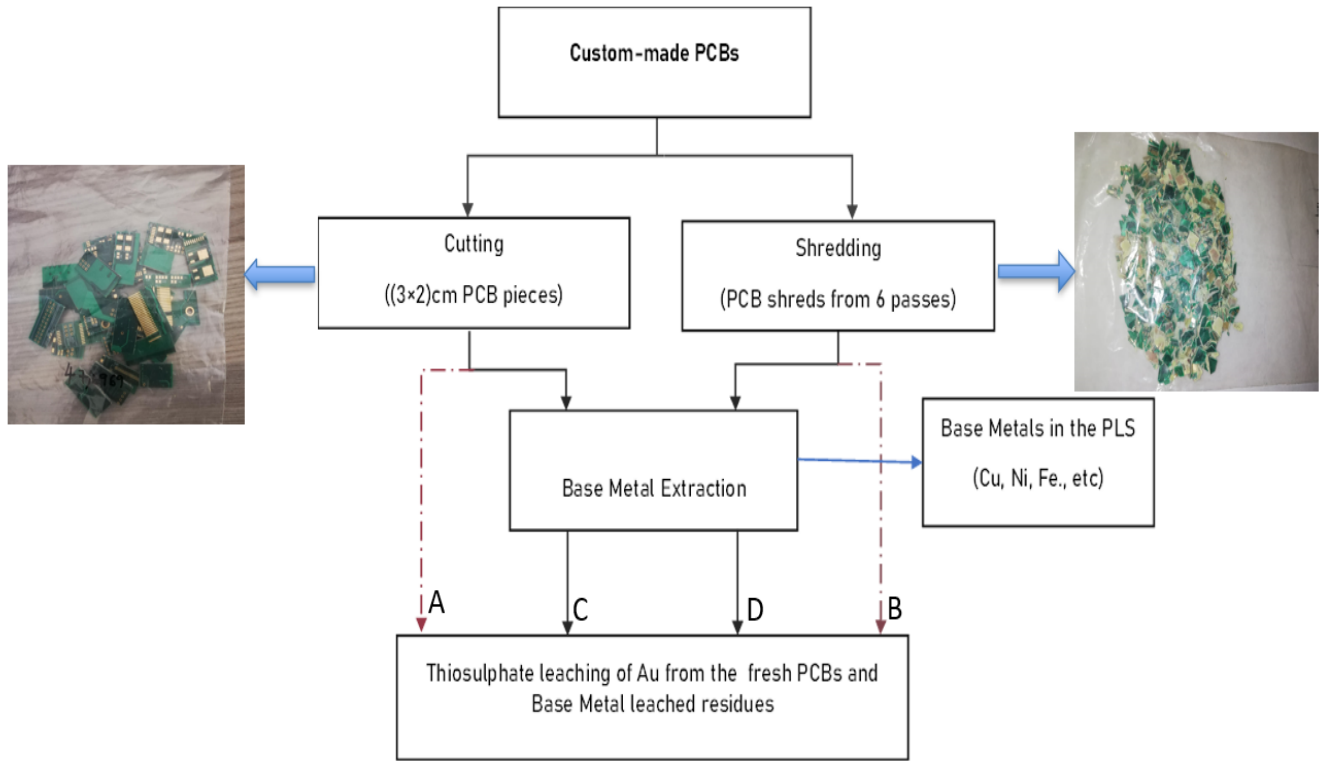 Custom-made PCBs
Cutting
((3×2)cm PCB pieces)
Shredding
(PCB shreds from 6 passes)
Base Metal Extraction
Base Metals in the PLS
(Cu, Ni, Fe., etc)
A
C
D
B
Thiosulphate leaching of Au from the fresh PCBs and
Base Metal leached residues